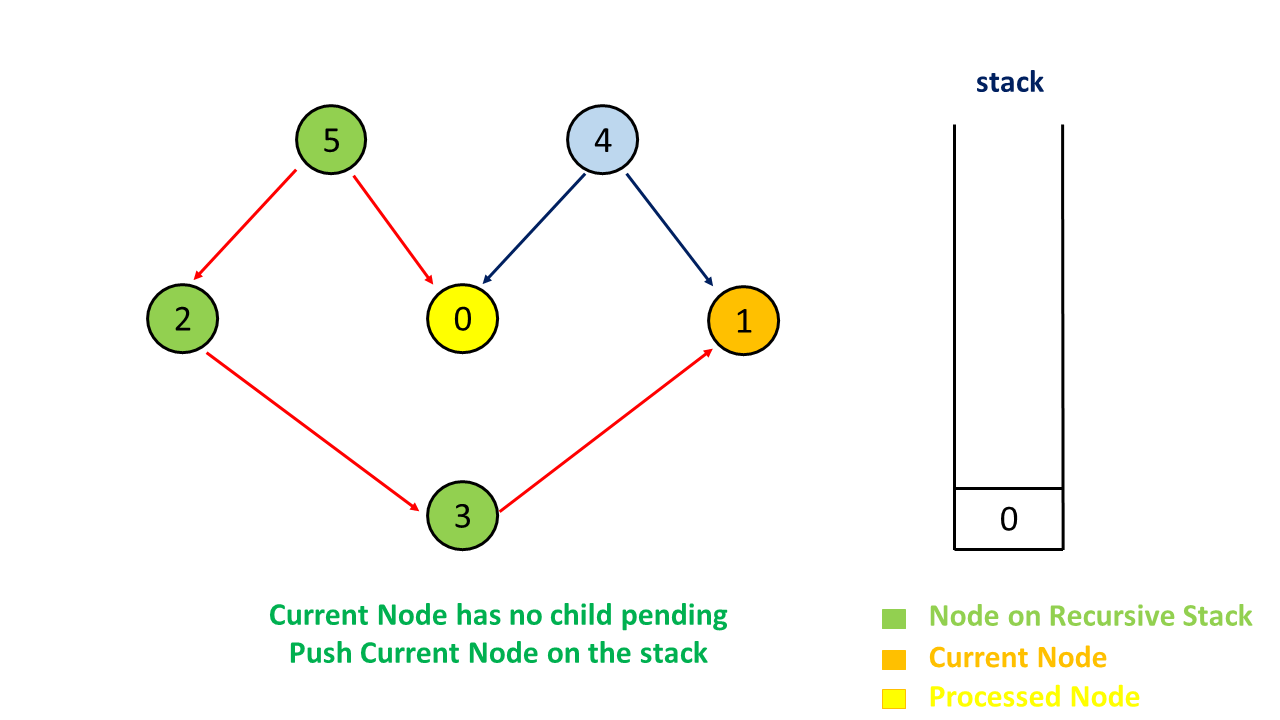 stack
5
4
2
0
1
3
0
Current Node has no child pending
Push Current Node on the stack
Node on Recursive Stack
Current Node
Processed Node